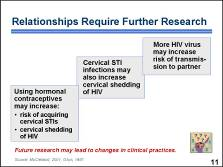 Relationships Require Further Research
More HIV virus
may increase
risk of transmis-
sion to partner
Cervical STI
infections may
also increase
cervical shedding
of HIV
Using hormonal
contraceptives
may increase:
• risk of acquiring
cervical STIs
• cervical shedding
of HIV
Future research may lead to changes in clinical practices.
Source: McClelland, 2001;
11